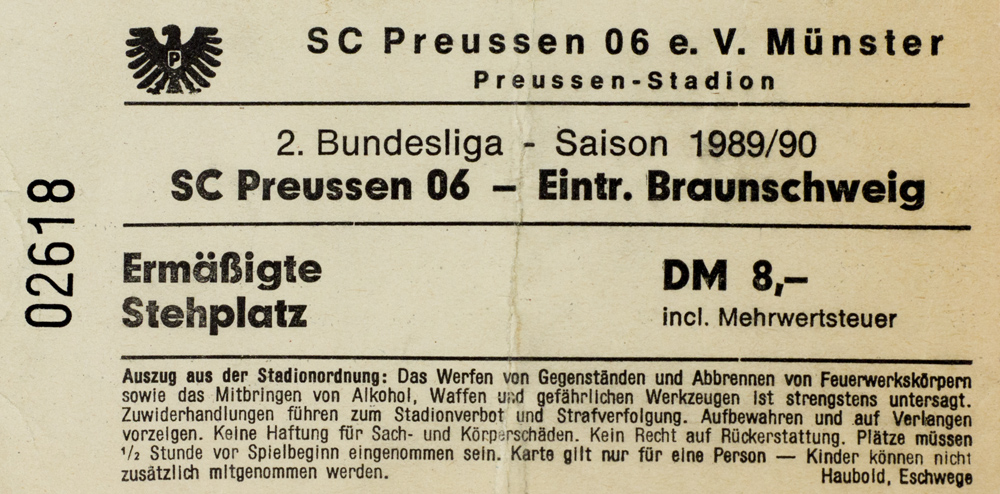 P
SC Preussen 06 e. V. Münster
Preussen-Stadion
2. Bundesliga - Saison 1989/90
SC Preussen 06 – Eintr. Braunschweig
02618
Ermäßigte
Stehplatz
DM 8,–
incl. Mehrwertsteuer
Auszug aus der Stadionordnung: Das Werfen von Gegenständen und Abbrennen von Feuerwerkskörpern
sowie das Mitbringen von Alkohol, Waffen und gefährlichen Werkzeugen ist strengstens untersagt.
Zuwiderhandlungen führen zum Stadionverbot und Strafverfolgung. Aufbewahren und auf Verlangen
vorzeigen. Keine Haftung für Sach- und Körperschäden. Kein Recht auf Rückerstattung. Plätze müssen
½ Stunde vor Spielbeginn eingenommen sein. Karte gilt nur für eine Person — Kinder können nicht
zusätzlich mitgenommen werden.
Haubold, Eschwege